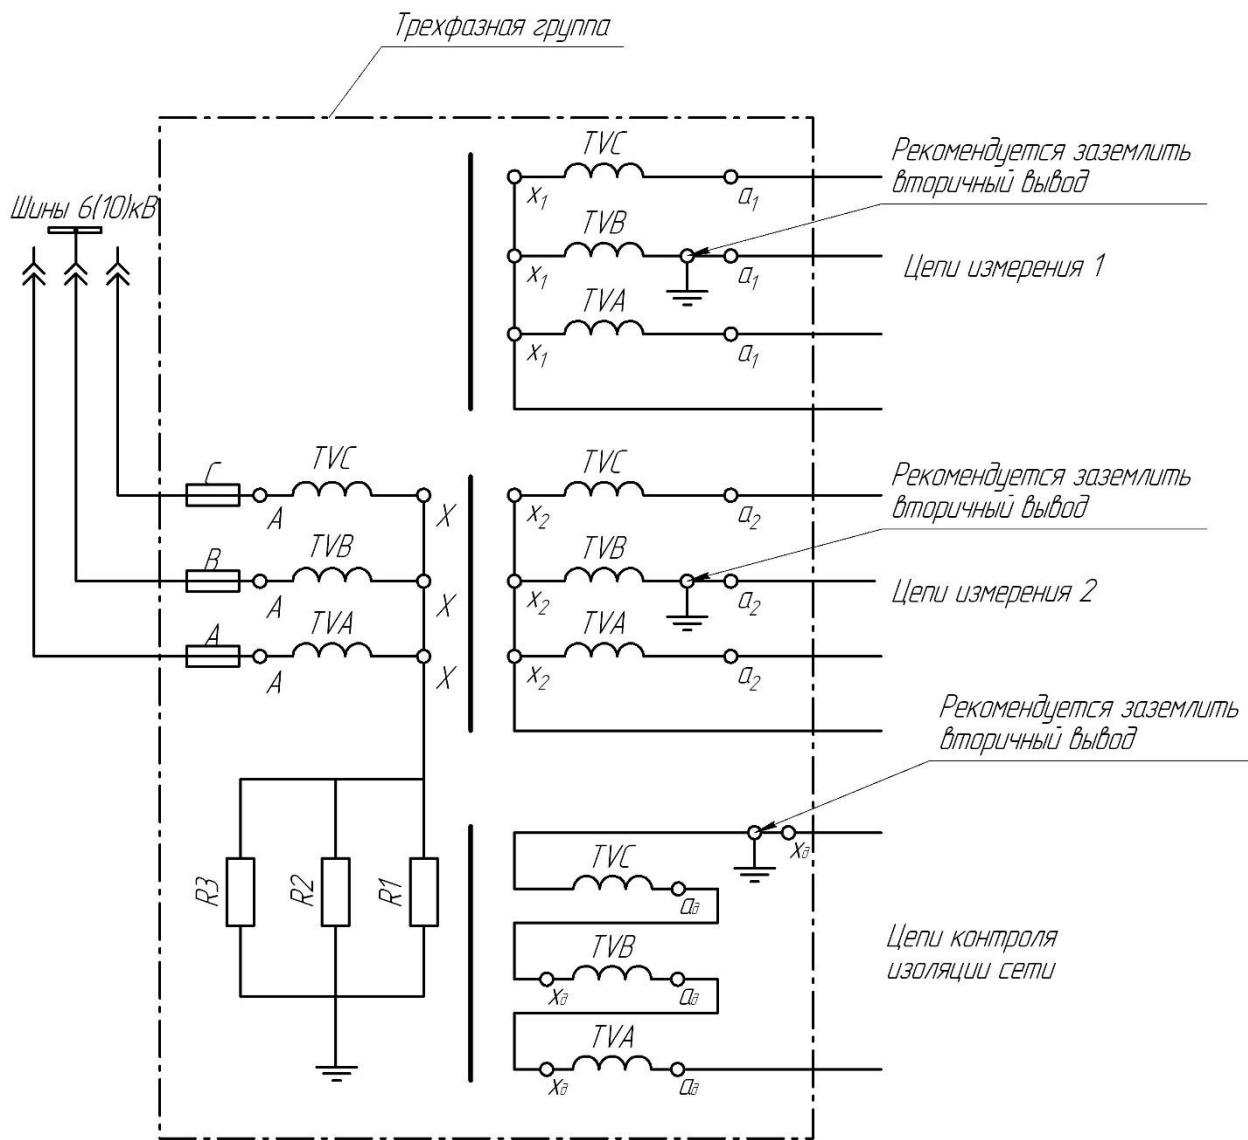 Трехфазная группа
TVC
Рекомендуется заземлить
вторичный вывод
x1
a1
Шины 6(10)кВ
TVB
x1
a1
Цепи измерения 1
TVA
x1
a1
C
A
TVC
X
TVC
x2
a2
Рекомендуется заземлить
вторичный вывод
B
A
TVB
X
TVB
x2
a2
Цепи измерения 2
A
A
TVA
X
TVA
x2
a2
Рекомендуется заземлить
вторичный вывод
xд
R3
R2
R1
TVC
aд
Цепи контроля
изоляции сети
TVB
xд
aд
TVA
xд
aд